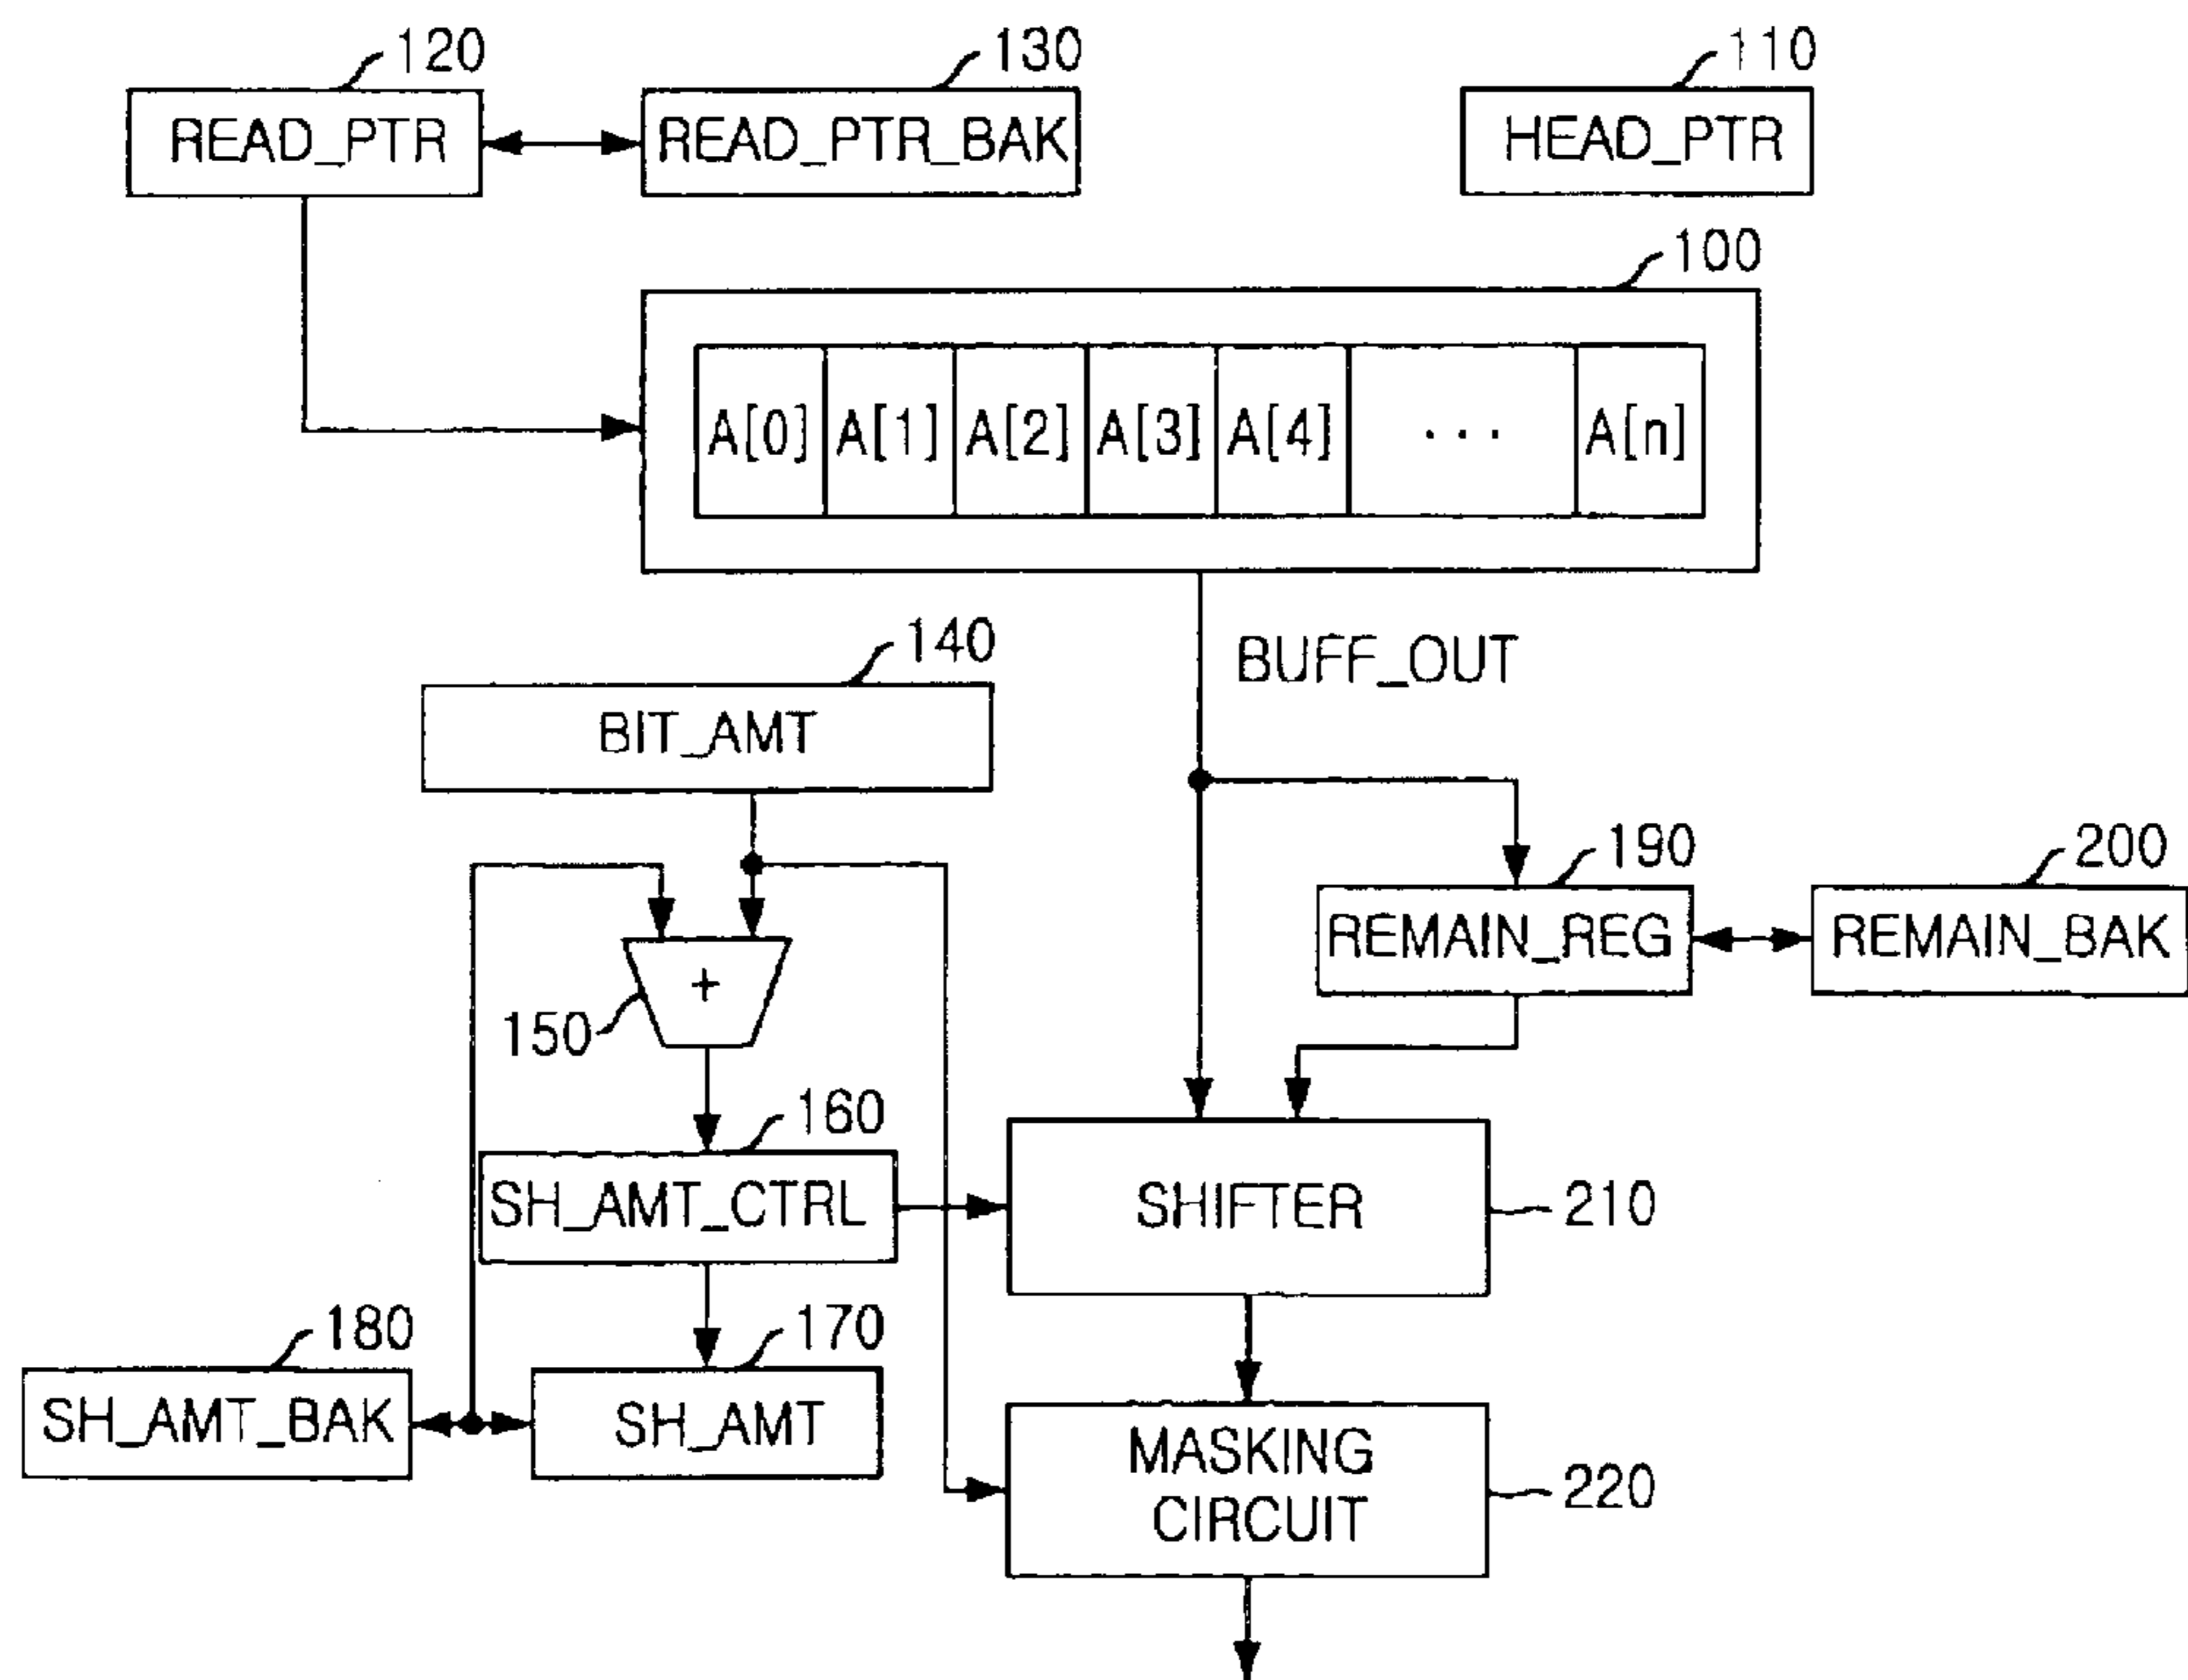 120
130
110
READ_PTR
READ_PTR_BAK
HEAD_PTR
100
A[0] A[1] A[2] A[3] A[4] ... A[n]
140
BUFF_OUT
BIT_AMT
190
200
REMAIN_REG
REMAIN_BAK
+
150
160
SH_AMT_CTRL
SHIFTER
210
180
170
SH_AMT_BAK
SH_AMT
MASKING
CIRCUIT
220